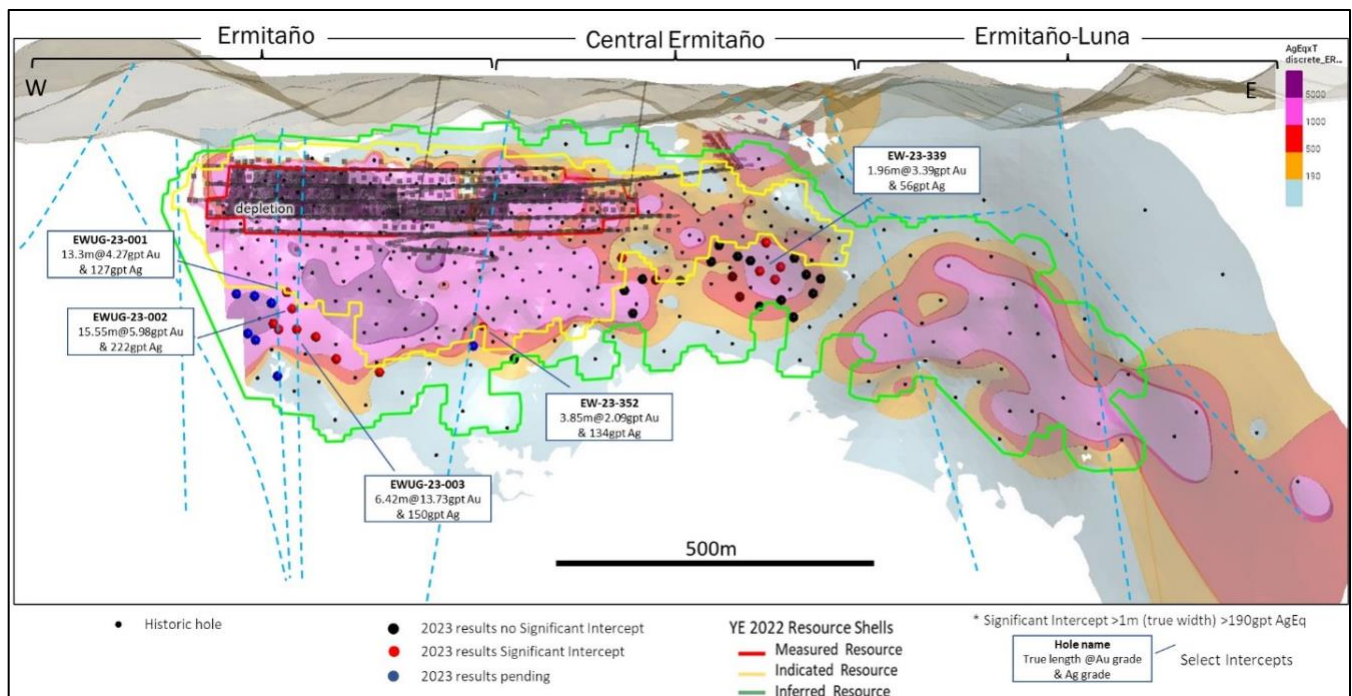 Ermitaño
Central Ermitaño
Ermitaño-Luna
AgEqxT
discrete_ER...
W
E
5000
1000
500
190
EW-23-339
1.96m@3.39gpt Au
& 56gpt Ag
depletion
EWUG-23-001
13.3m@4.27gpt Au
& 127gpt Ag
EWUG-23-002
15.55m@5.98gpt Au
& 222gpt Ag
EW-23-352
3.85m@2.09gpt Au
& 134gpt Ag
EWUG-23-003
6.42m@13.73gpt Au
& 150gpt Ag
500m
Historic hole
2023 results no Significant Intercept
2023 results Significant Intercept
2023 results pending
YE 2022 Resource Shells
Measured Resource
Indicated Resource
Inferred Resource
* Significant Intercept >1m (true width) >190gpt AgEq
Hole name
True length @Au grade
& Ag grade
Select Intercepts